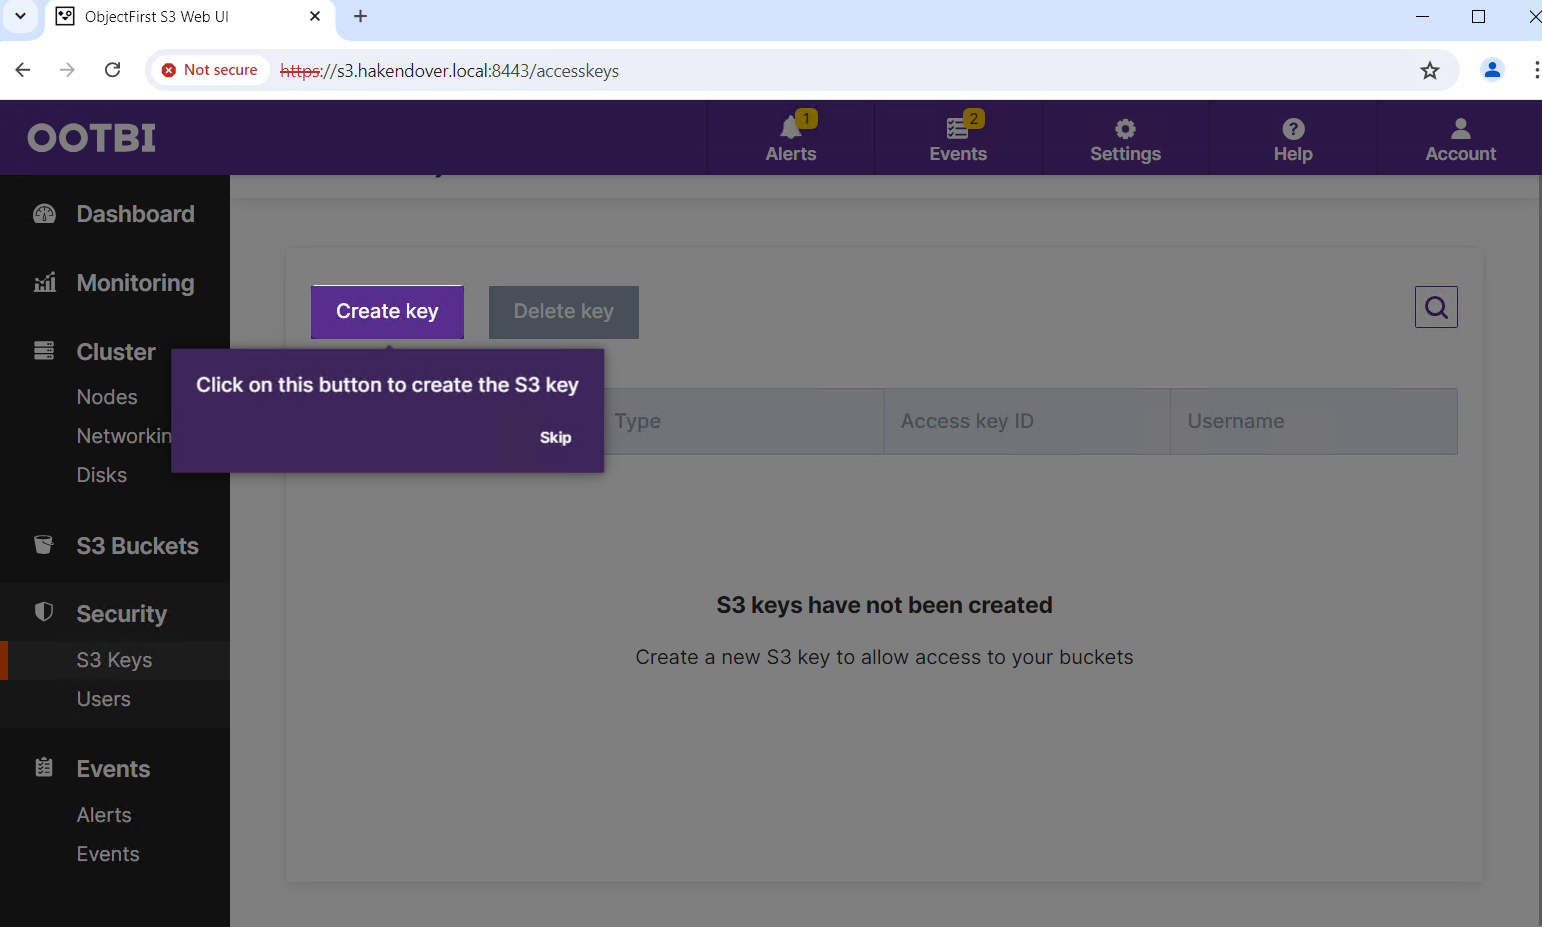 ObjectFirst S3 Web UI
Not secure https://s3.hakendover.local:8443/accesskeys
OOTBI
1
Alerts
2
Events
Settings
Help
Account
Dashboard
Monitoring
Cluster
Nodes
Networkin
Disks
S3 Buckets
Security
S3 Keys
Users
Events
Alerts
Events
Create key
Delete key
Click on this button to create the S3 key
Skip
Type
Access key ID
Username
S3 keys have not been created
Create a new S3 key to allow access to your buckets